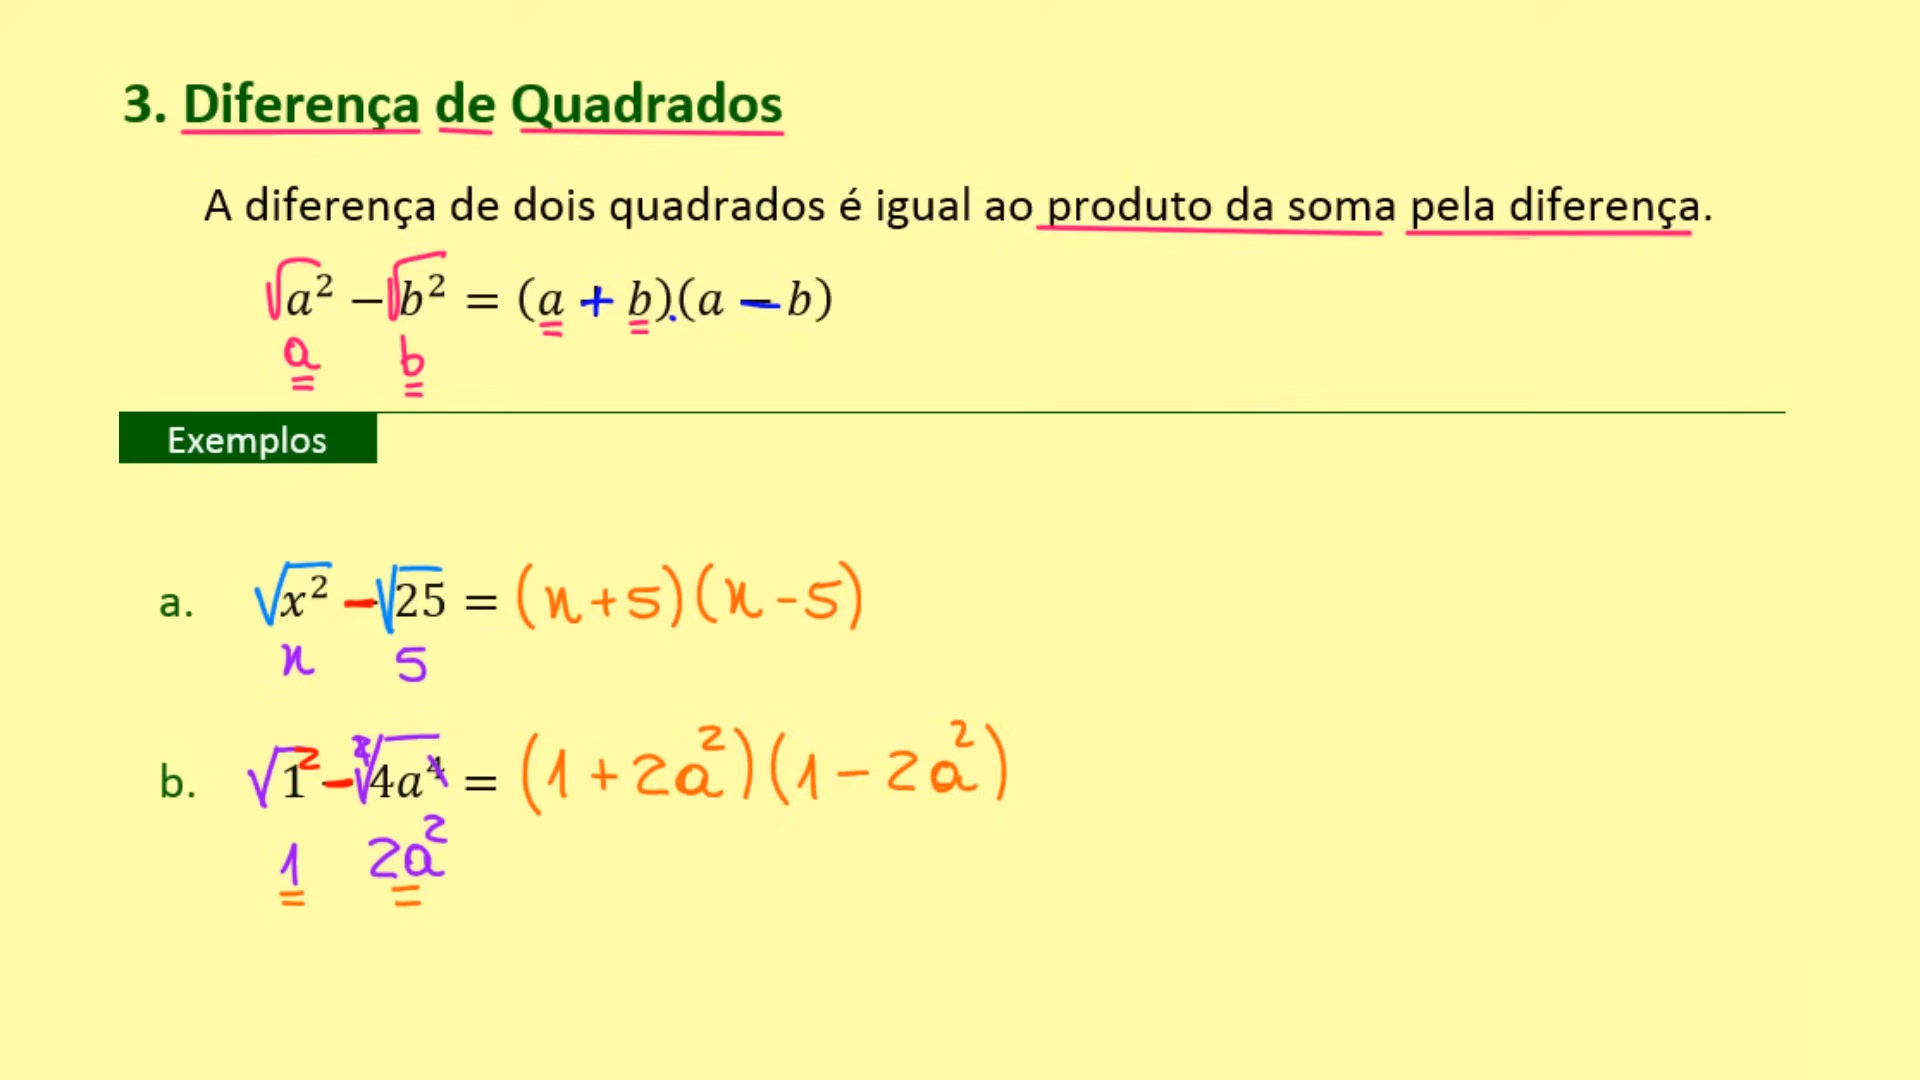 3. Diferença de Quadrados
A diferença de dois quadrados é igual ao produto da soma pela diferença.
√a² − √b² = (a + b).(a − b)
a b
Exemplos
a. √x² − √25 = (x+5)(x-5)
x 5
b. √1² − ²√4a⁴ = (1+2a²)(1-2a²)
1 2a²